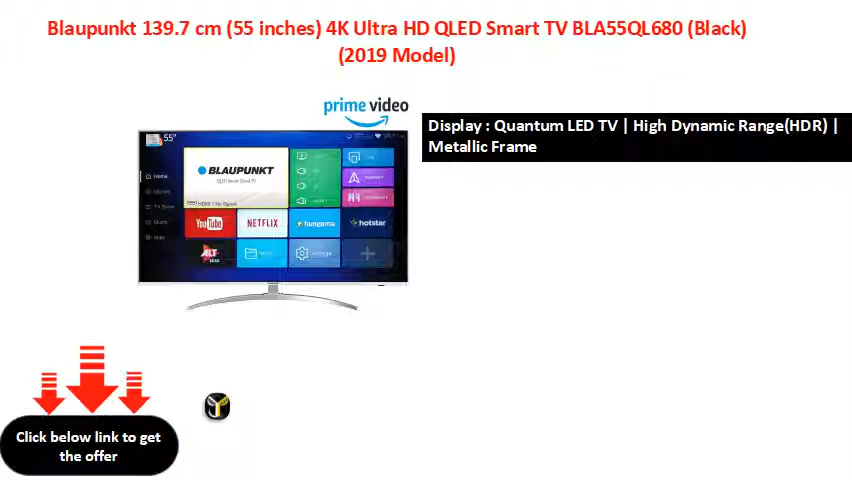 Blaupunkt 139.7 cm (55 inches) 4K Ultra HD QLED Smart TV BLA55QL680 (Black)
(2019 Model)
prime video
Display : Quantum LED TV | High Dynamic Range(HDR) |
Metallic Frame
55"
Home
BLAUPUNKT
YouTube
NETFLIX
hungama
hotstar
ALT
Click below link to get
the offer